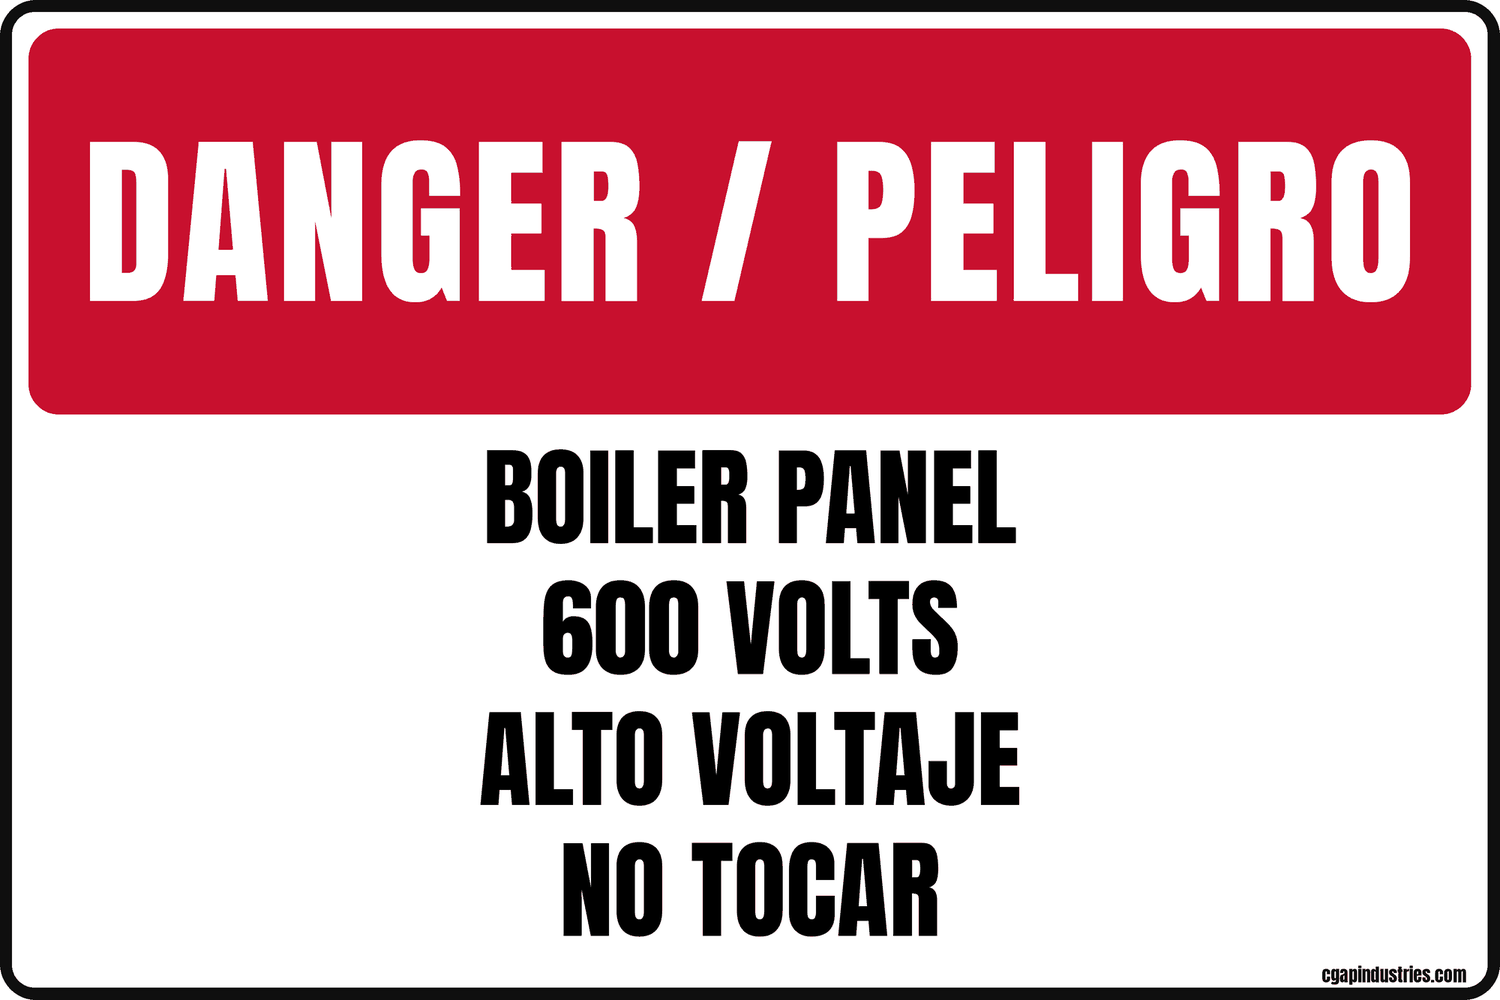 DANGER / PELIGRO
BOILER PANEL
600 VOLTS
ALTO VOLTAJE
NO TOCAR
cgapindustries.com